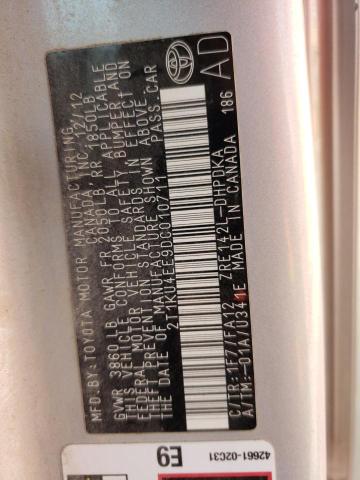 MFD. BY: TOYOTA MOTOR MANUFACTURING
CANADA, INC. 12/12
GVWR 3860 LB GAWR FR 2050 LB RR 1850LB
THIS VEHICLE CONFORMS TO ALL APPLICABLE
FEDERAL MOTOR VEHICLE SAFETY BUMPER AND
THEFT PREVENTION STANDARDS IN EFFECT ON
THE DATE OF MANUFACTURE SHOWN ABOVE.
2T1KU4EE9DC010711 PASS.CAR
C/TR:1F7/FA12 ZRE142L-DHPDKA
A/TM:-01A/U341E MADE IN CANADA 186
TOYOTA
AD
42661-02C31
E9